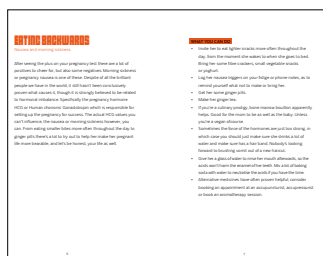 EATING BACKWARDS
Nausea and morning sickness
After seeing the plus on your pregnancy test there are a lot of
positives to cheer for, but also some negatives. Morning sickness
or pregnancy nausea is one of these. Despite of all the brilliant
people we have in the world, it still hasn't been conclusively
proven what causes it, though it is strongly believed to be related
to hormonal imbalance. Specifically the pregnancy hormone
HCG or Human Chorionic Gonadotropin which is responsible for
setting up the pregnancy for success. The actual HCG values you
can't influence the nausea or morning sickness however, you
can. From eating smaller bites more often throughout the day to
ginger pills there's a lot to try out to help her make her pregnant
life more bearable, and let's be honest, your life as well.
WHAT YOU CAN DO:
• Invite her to eat lighter snacks more often throughout the
day, from the moment she wakes to when she goes to bed.
Bring her some fibre crackers, small vegetable snacks
or yoghurt.
• Log her nausea triggers on your fridge or phone notes, as to
remind yourself what not to make or bring her.
• Get her some ginger pills.
• Make her ginger tea.
• If you're a culinary prodigy, bone marrow bouillon apparently
helps. Good for the mom to be as well as the baby. Unless
you're a vegan of course.
• Sometimes the force of the hormones are just too strong, in
which case you should just make sure she drinks a lot of
water and make sure has a hair band. Nobody's looking
forward to brushing vomit out of a new haircut.
• Give her a glass of water to rinse her mouth afterwards, so the
acids won't harm the enamel of the teeth. Mix a bit of baking
soda with water to neutralise the acids if you have the time.
• Alternative medicines have often proven helpful, consider
booking an appointment at an acupuncturist, accupressurist
or book an aromatherapy session.